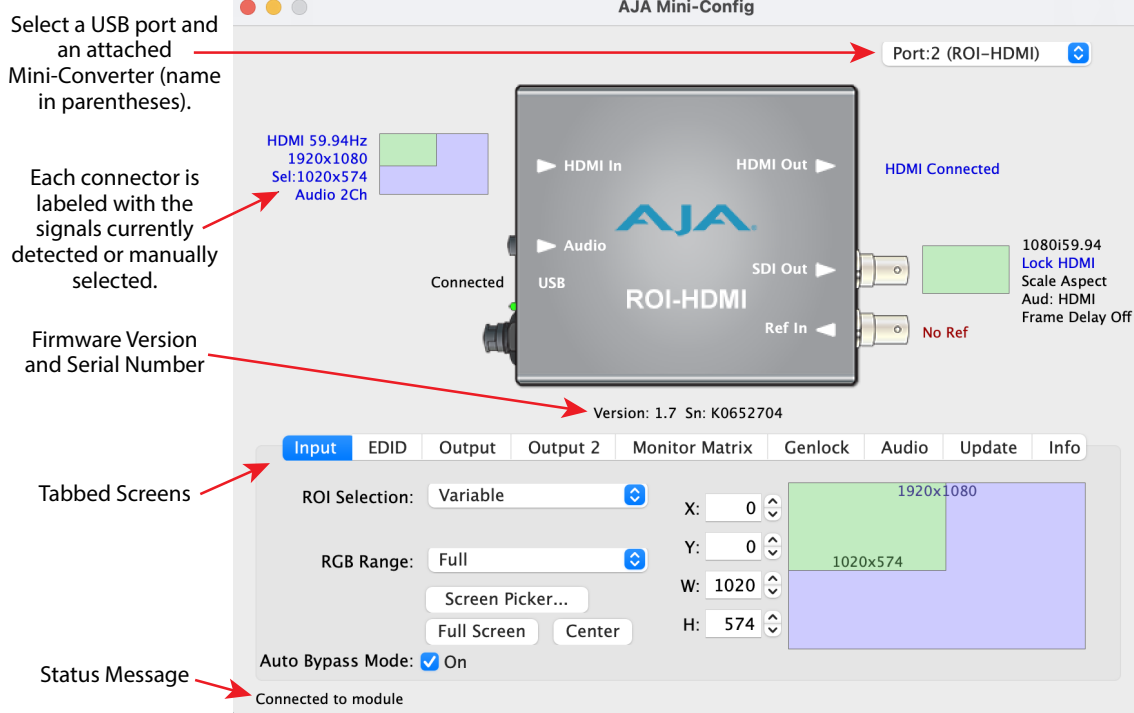 AJA Mini-Config
Select a USB port and
an attached
Mini-Converter (name
in parentheses).
Port:2 (ROI-HDMI)
HDMI 59.94Hz
1920x1080
Sel:1020x574
Audio 2Ch
HDMI In
HDMI Out
HDMI Connected
Each connector is
labeled with the
signals currently
detected or manually
selected.
AJA
Audio
Connected
USB
SDI Out
ROI-HDMI
Ref In
1080i59.94
Lock HDMI
Scale Aspect
Aud: HDMI
Frame Delay Off
No Ref
Firmware Version
and Serial Number
Version: 1.7 Sn: K0652704
Input EDID Output Output 2 Monitor Matrix Genlock Audio Update Info
Tabbed Screens
ROI Selection: Variable
RGB Range: Full
Screen Picker...
Full Screen Center
Auto Bypass Mode: On
X: 0
Y: 0
W: 1020
H: 574
1920x1080
1020x574
Status Message
Connected to module